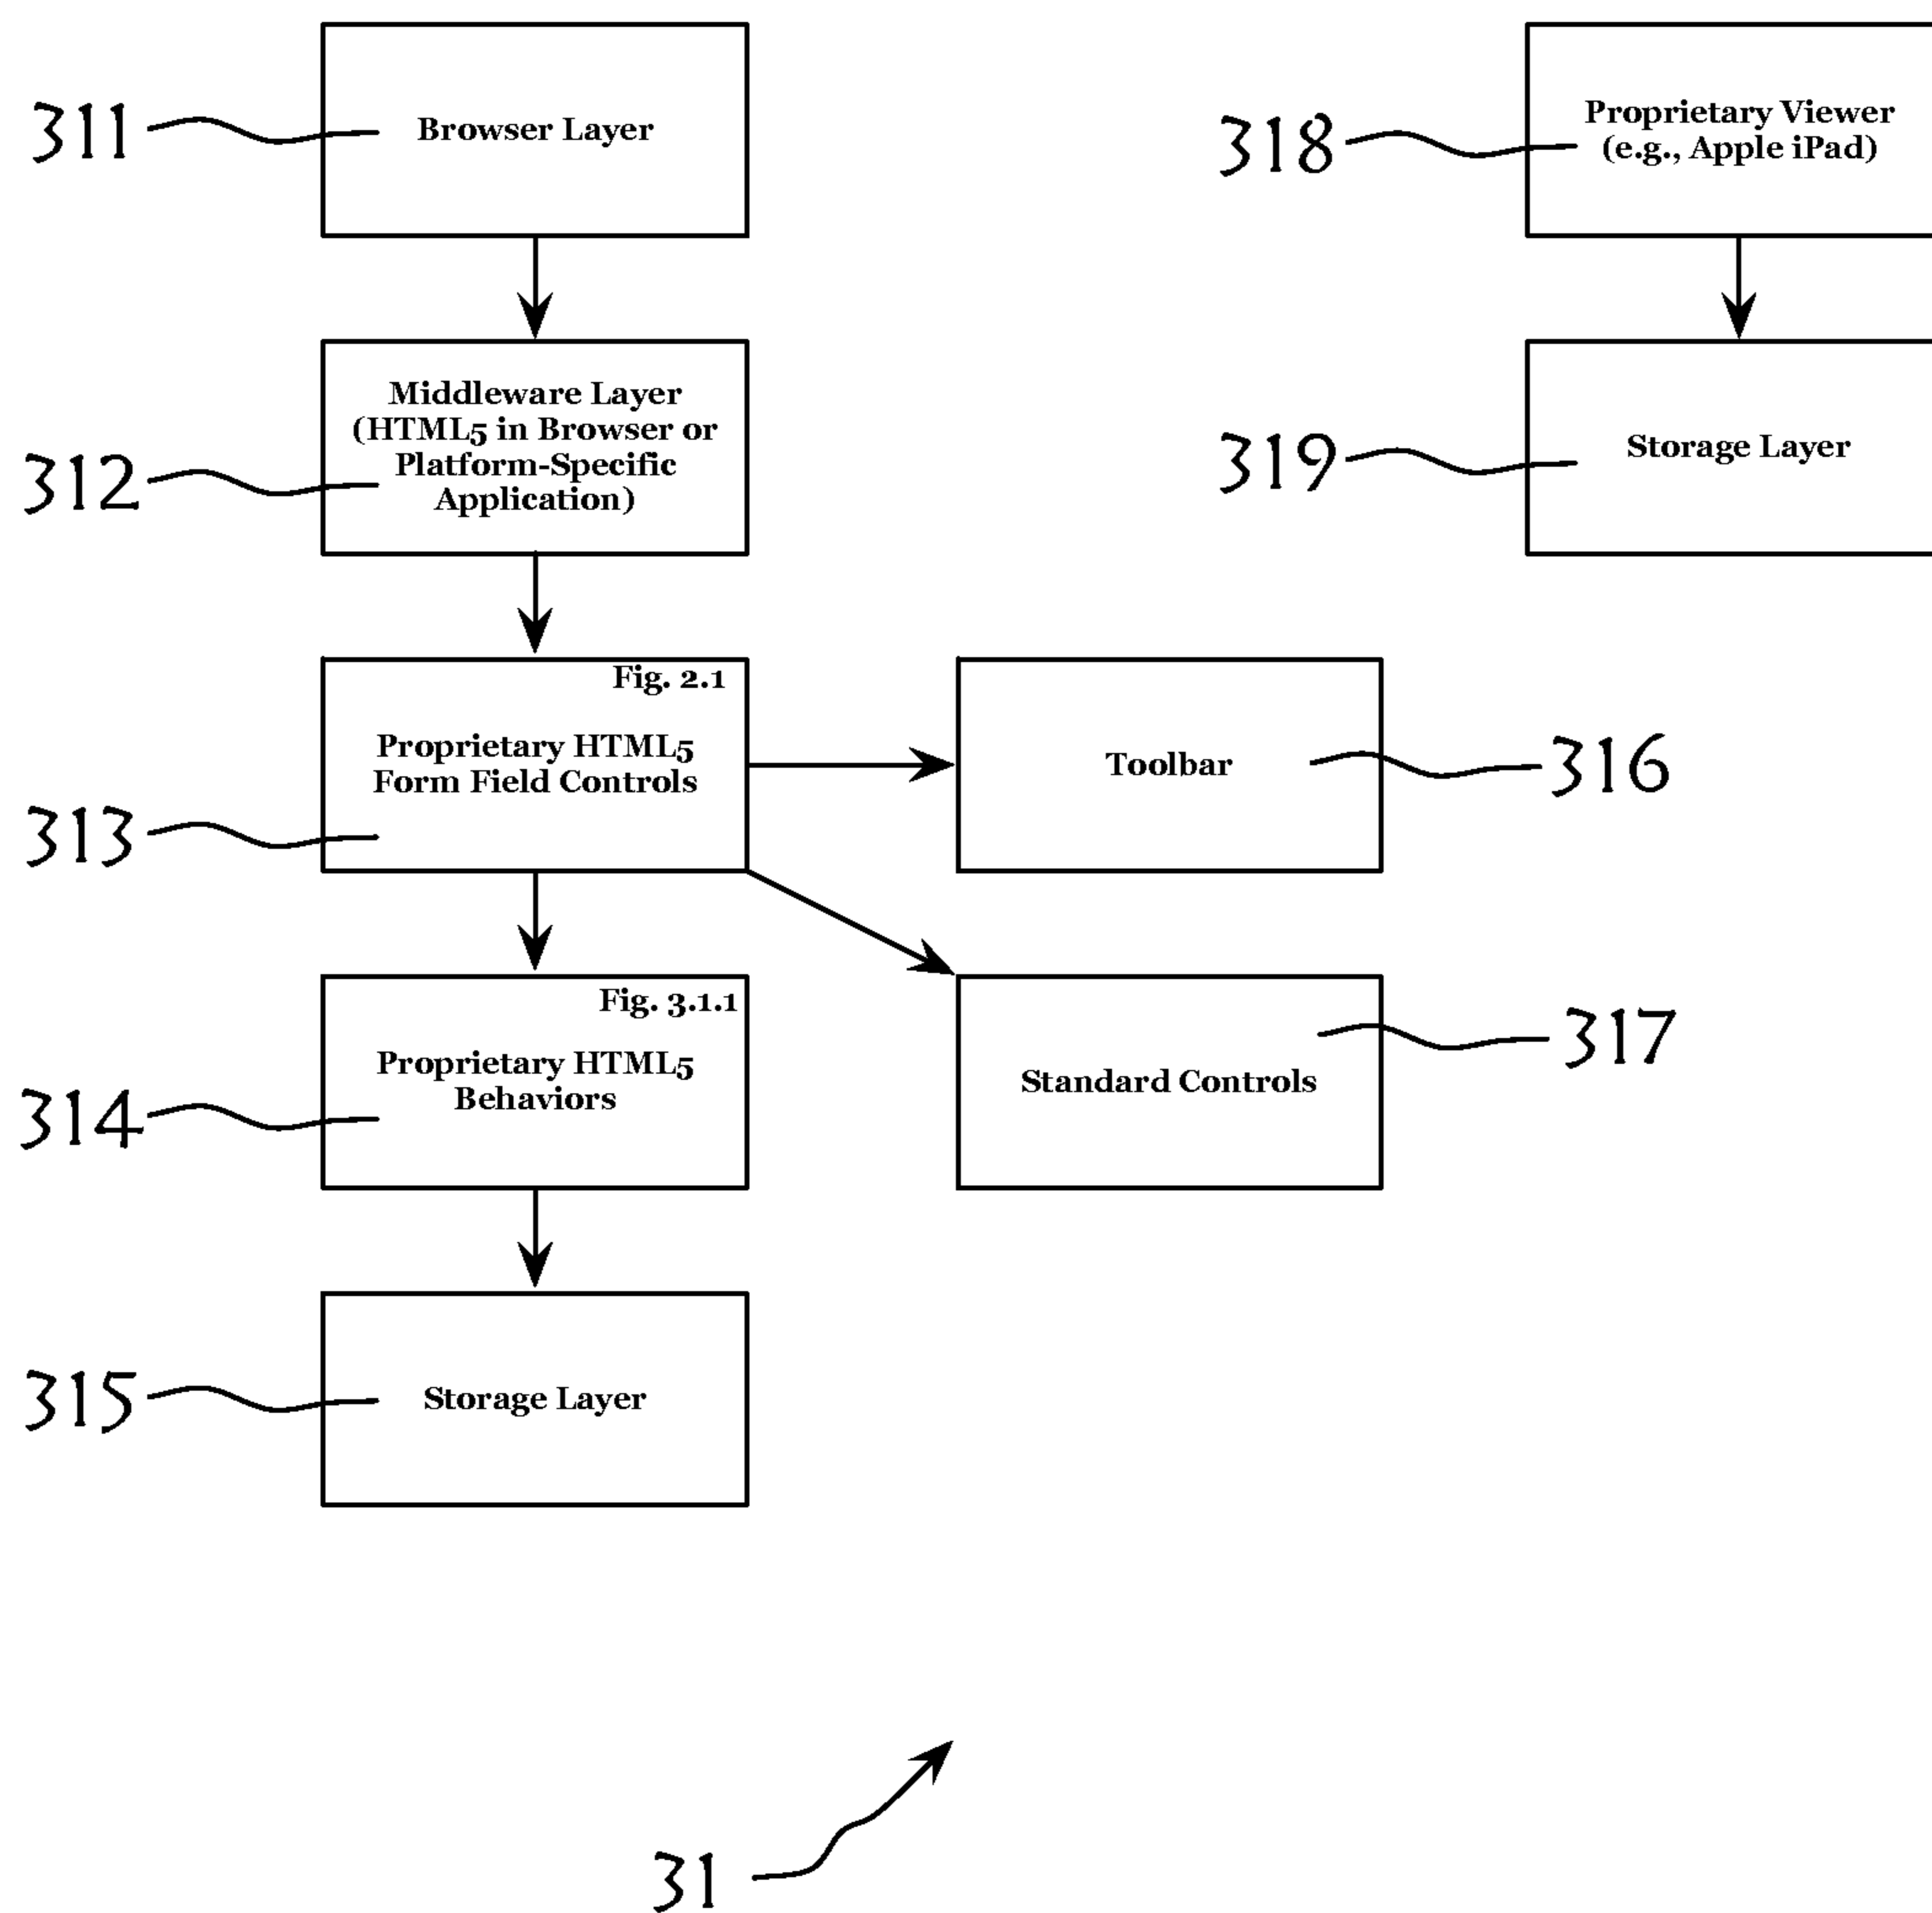 311
Browser Layer
318
Proprietary Viewer
(e.g., Apple iPad)
312
Middleware Layer
(HTML5 in Browser or
Platform-Specific
Application)
319
Storage Layer
313
Fig. 2.1
Proprietary HTML5
Form Field Controls
Toolbar
316
314
Fig. 3.1.1
Proprietary HTML5
Behaviors
Standard Controls
317
315
Storage Layer
31